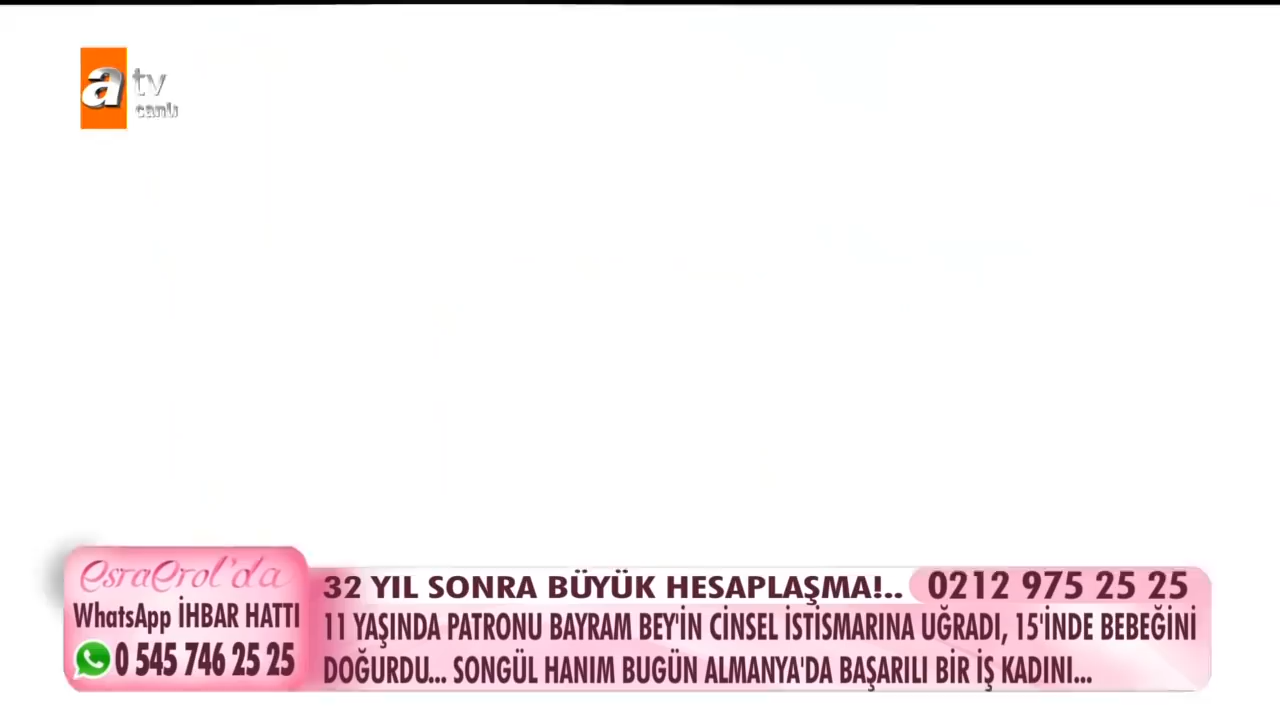 a tv
canlı
esraerol'da
WhatsApp İHBAR HATTI
0 545 746 25 25
32 YIL SONRA BÜYÜK HESAPLAŞMA!..
0212 975 25 25
11 YAŞINDA PATRONU BAYRAM BEY'İN CİNSEL İSTİSMARINA UĞRADI, 15'İNDE BEBEĞİNİ
DOĞURDU... SONGÜL HANIM BUGÜN ALMANYA'DA BAŞARILI BİR İŞ KADINI...